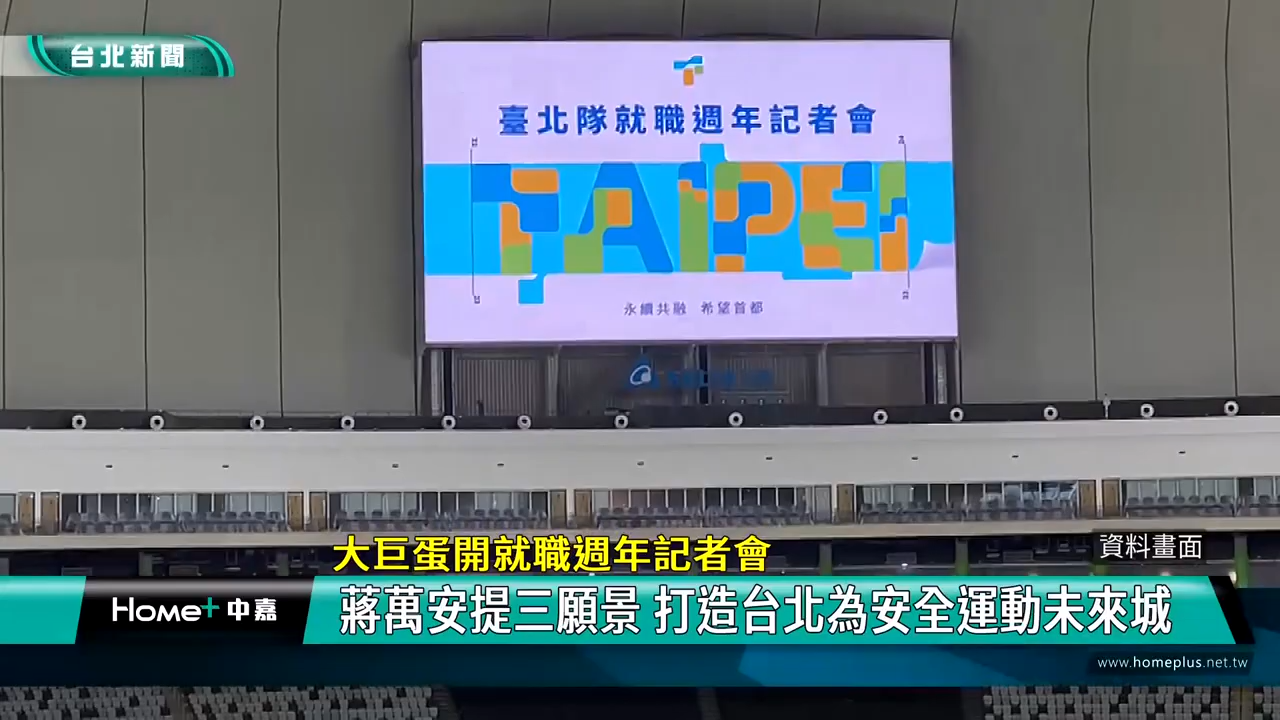 台北新聞
臺北隊就職週年記者會
TAIPEI
永續共融 希望首都
大巨蛋開就職週年記者會
資料畫面
Home+ 中嘉
蔣萬安提三願景 打造台北為安全運動未來城
www.homeplus.net.tw